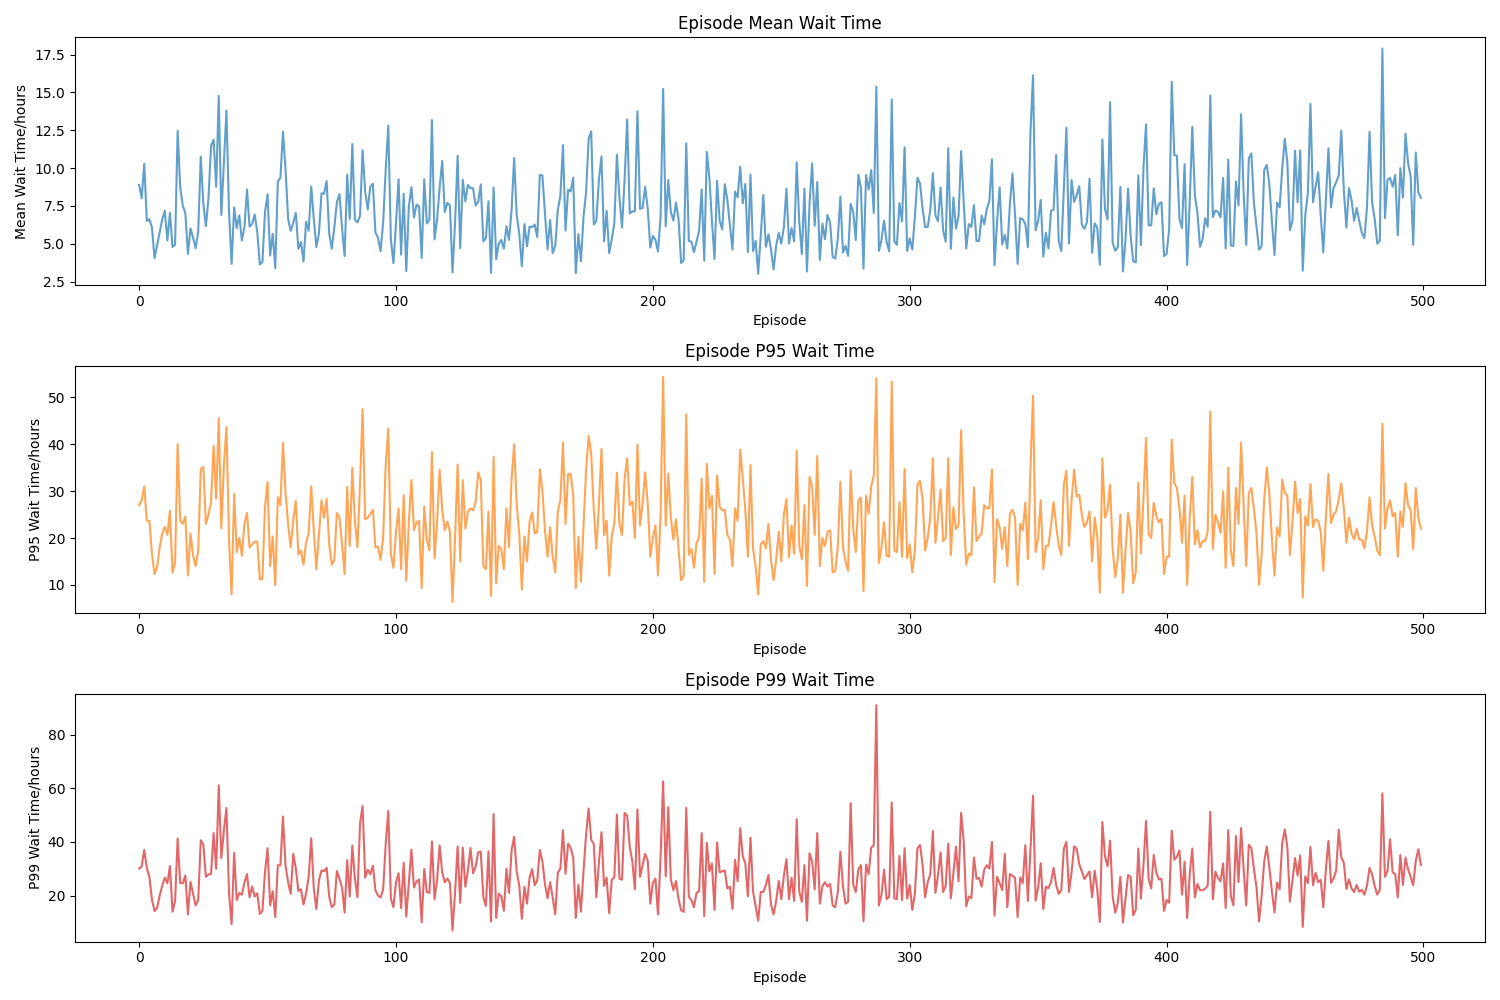 Episode Mean Wait Time
Mean Wait Time/hours
17.5
15.0
12.5
10.0
7.5
5.0
2.5
0 100 200 300 400 500
Episode
Episode P95 Wait Time
P95 Wait Time/hours
50
40
30
20
10
0 100 200 300 400 500
Episode
Episode P99 Wait Time
P99 Wait Time/hours
80
60
40
20
0 100 200 300 400 500
Episode